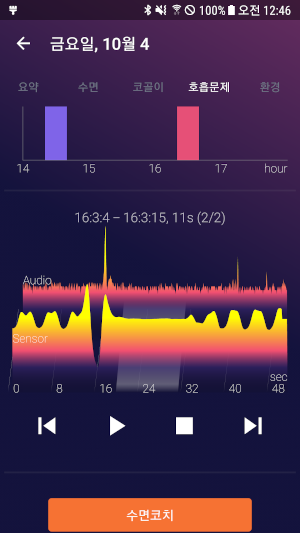 100% 오전 12:46
금요일, 10월 4
요약 수면 코골이 호흡문제 환경
14 15 16 17 hour
16:3:4 – 16:3:15, 11s (2/2)
Audio
Sensor
sec
0 8 16 24 32 40 48
수면코치